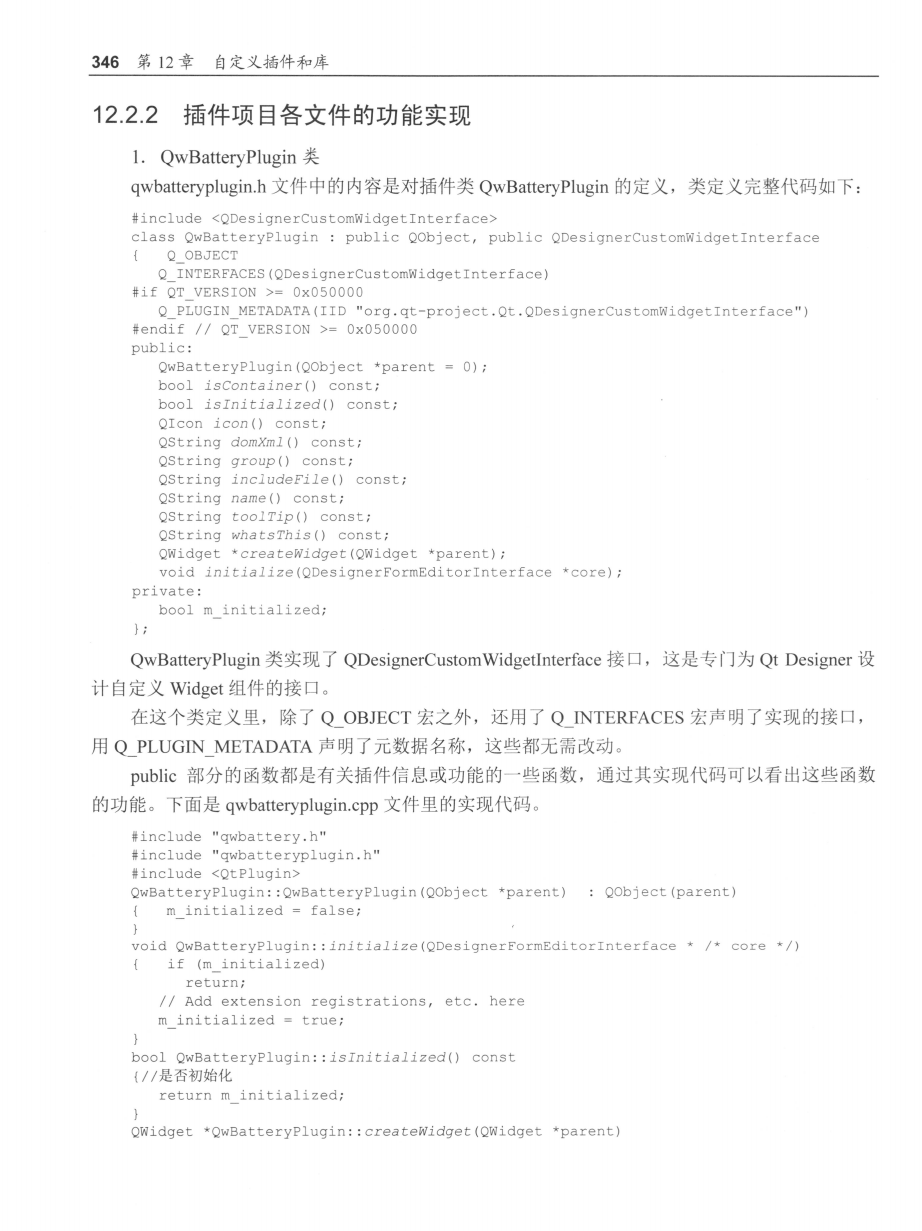 346 第 12 章 自定义插件和库
12.2.2 插件项目各文件的功能实现
1. QwBatteryPlugin 类
qwbatteryplugin.h 文件中的内容是对插件类 QwBatteryPlugin 的定义，类定义完整代码如下：
#include <QDesignerCustomWidgetInterface>
class QwBatteryPlugin : public QObject, public QDesignerCustomWidgetInterface
{   Q_OBJECT
   Q_INTERFACES(QDesignerCustomWidgetInterface)
#if QT_VERSION >= 0x050000
   Q_PLUGIN_METADATA(IID "org.qt-project.Qt.QDesignerCustomWidgetInterface")
#endif // QT_VERSION >= 0x050000
public:
   QwBatteryPlugin(QObject *parent = 0);
   bool isContainer() const;
   bool isInitialized() const;
   QIcon icon() const;
   QString domXml() const;
   QString group() const;
   QString includeFile() const;
   QString name() const;
   QString toolTip() const;
   QString whatsThis() const;
   QWidget *createWidget(QWidget *parent);
   void initialize(QDesignerFormEditorInterface *core);
private:
   bool m_initialized;
};
QwBatteryPlugin 类实现了 QDesignerCustomWidgetInterface 接口，这是专门为 Qt Designer 设
计自定义 Widget 组件的接口。
在这个类定义里，除了 Q_OBJECT 宏之外，还用了 Q_INTERFACES 宏声明了实现的接口，
用 Q_PLUGIN_METADATA 声明了元数据名称，这些都无需改动。
public 部分的函数都是有关插件信息或功能的一些函数，通过其实现代码可以看出这些函数
的功能。下面是 qwbatteryplugin.cpp 文件里的实现代码。
#include "qwbattery.h"
#include "qwbatteryplugin.h"
#include <QtPlugin>
QwBatteryPlugin::QwBatteryPlugin(QObject *parent)  : QObject(parent)
{   m_initialized = false;
}
void QwBatteryPlugin::initialize(QDesignerFormEditorInterface * /* core */)
{   if (m_initialized)
      return;
   // Add extension registrations, etc. here
   m_initialized = true;
}
bool QwBatteryPlugin::isInitialized() const
{//是否初始化
   return m_initialized;
}
QWidget *QwBatteryPlugin::createWidget(QWidget *parent)